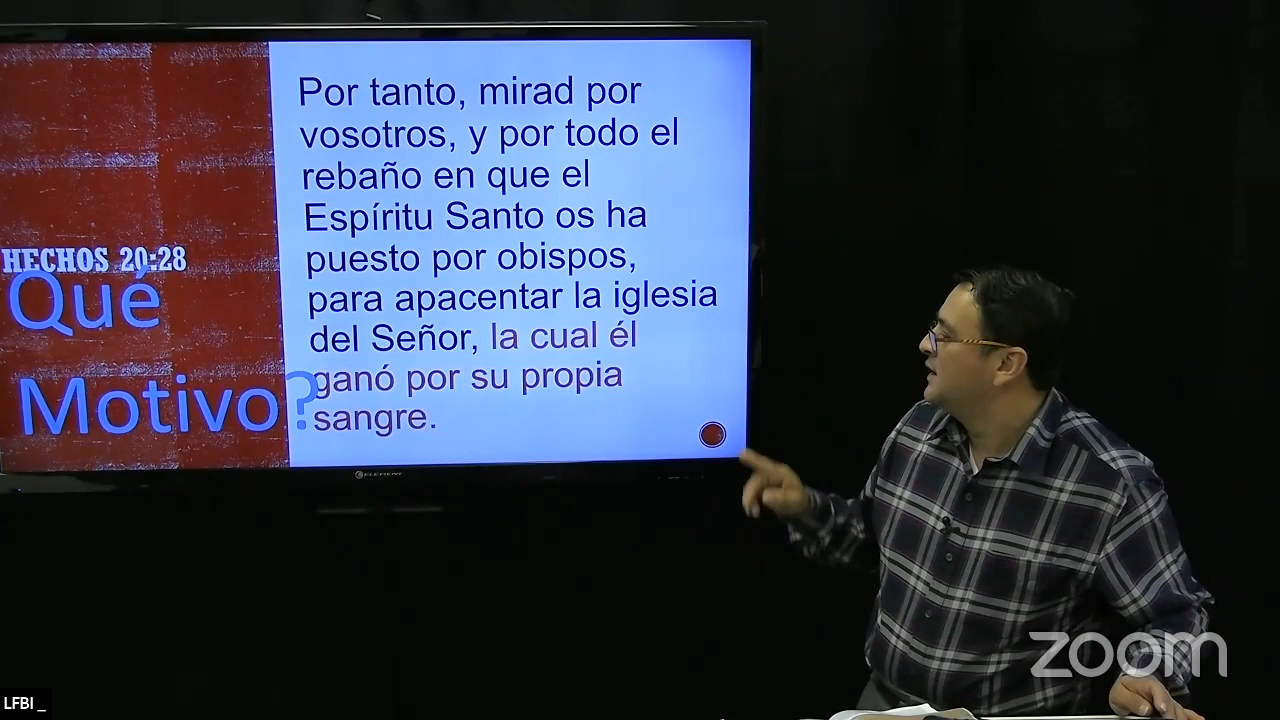 HECHOS 20:28
Qué
Motivo?
Por tanto, mirad por
vosotros, y por todo el
rebaño en que el
Espíritu Santo os ha
puesto por obispos,
para apacentar la iglesia
del Señor, la cual él
ganó por su propia
sangre.
ELEMENT
zoom
LFBI _